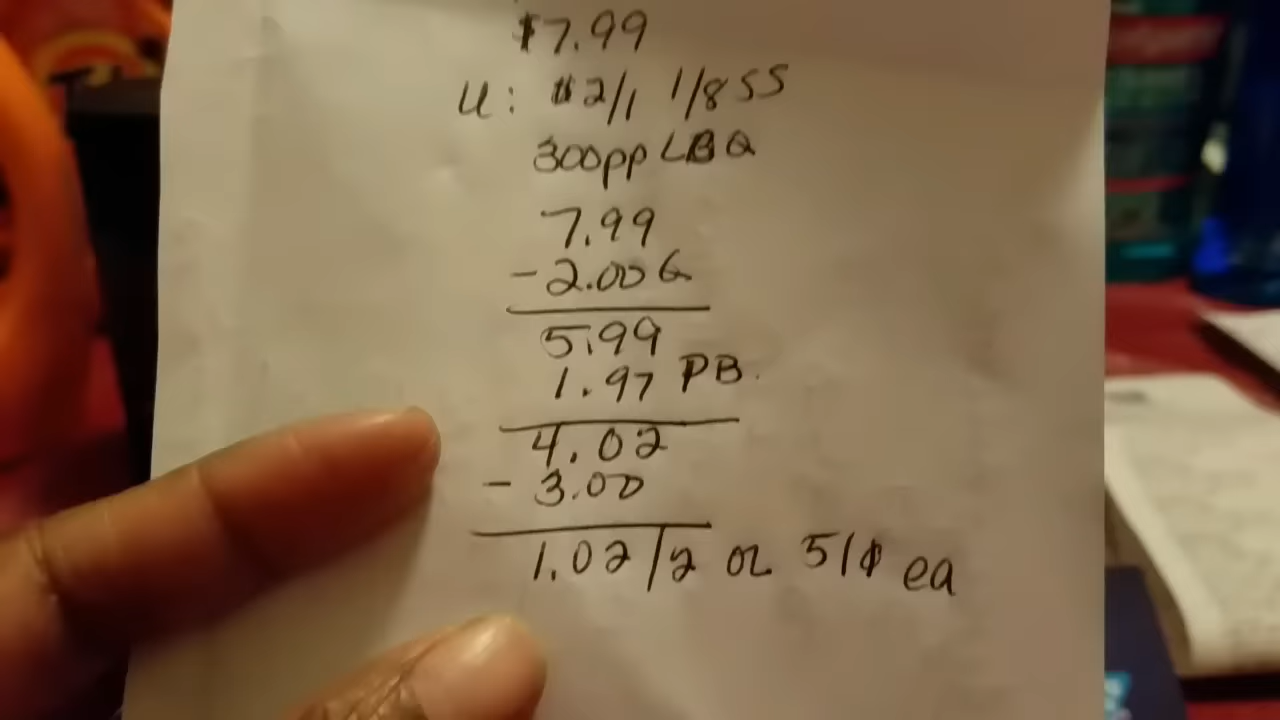 $7.99
U: $2/1 1/8 SS
300pp LBQ
7.99
- 2.00 Q
5.99
1.97 PB.
4.02
- 3.00
1.02/2 or 51¢ ea